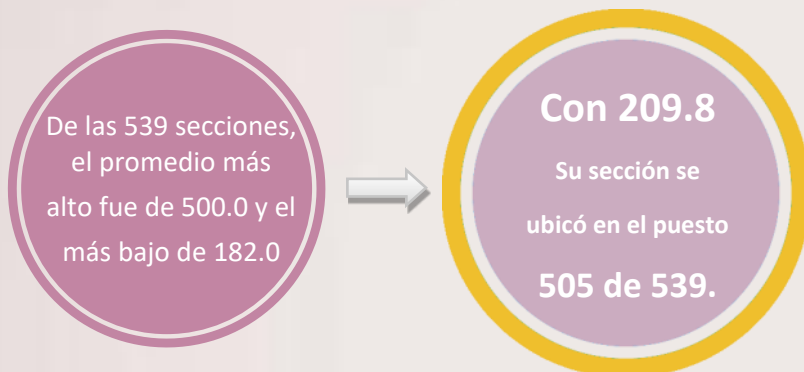 De las 539 secciones,
el promedio más
alto fue de 500.0 y el
más bajo de 182.0
Con 209.8
Su sección se
ubicó en el puesto
505 de 539.